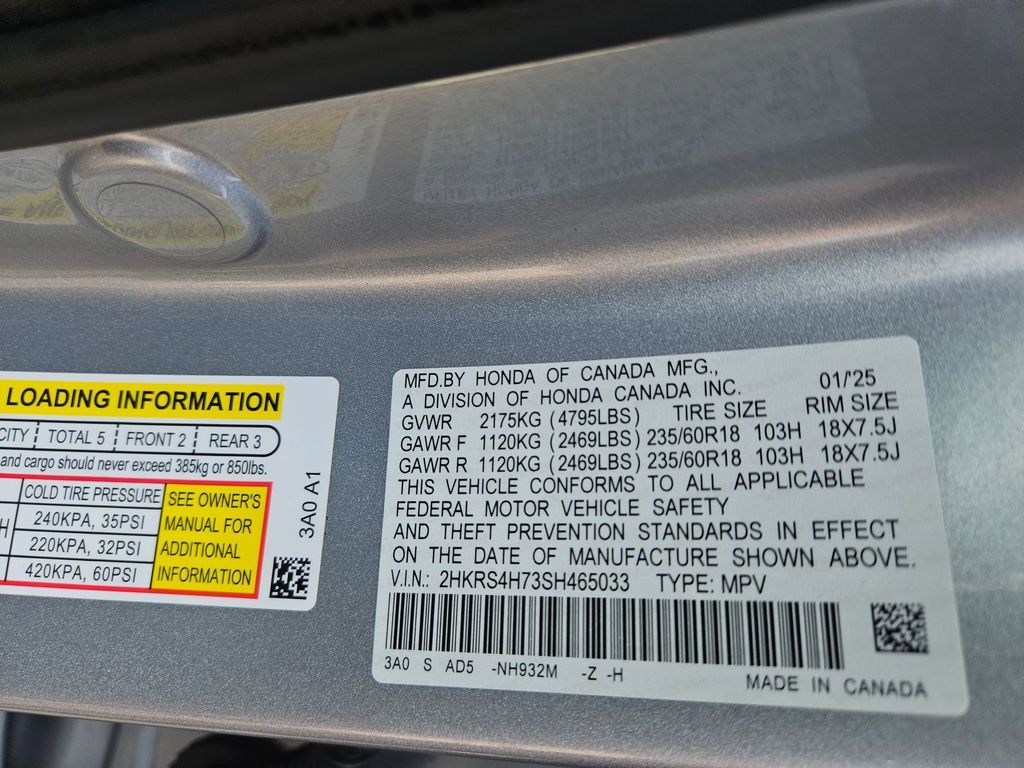 LOADING INFORMATION
CITY TOTAL 5 FRONT 2 REAR 3
and cargo should never exceed 385kg or 850lbs.
COLD TIRE PRESSURE
H 240KPA, 35PSI
220KPA, 32PSI
420KPA, 60PSI
SEE OWNER'S
MANUAL FOR
ADDITIONAL
INFORMATION
3A0 A1
MFD.BY HONDA OF CANADA MFG.,
A DIVISION OF HONDA CANADA INC. 01/'25
GVWR 2175KG (4795LBS) TIRE SIZE RIM SIZE
GAWR F 1120KG (2469LBS) 235/60R18 103H 18X7.5J
GAWR R 1120KG (2469LBS) 235/60R18 103H 18X7.5J
THIS VEHICLE CONFORMS TO ALL APPLICABLE
FEDERAL MOTOR VEHICLE SAFETY
AND THEFT PREVENTION STANDARDS IN EFFECT
ON THE DATE OF MANUFACTURE SHOWN ABOVE.
V.I.N.: 2HKRS4H73SH465033 TYPE: MPV
3A0 S AD5 -NH932M -Z -H
MADE IN CANADA